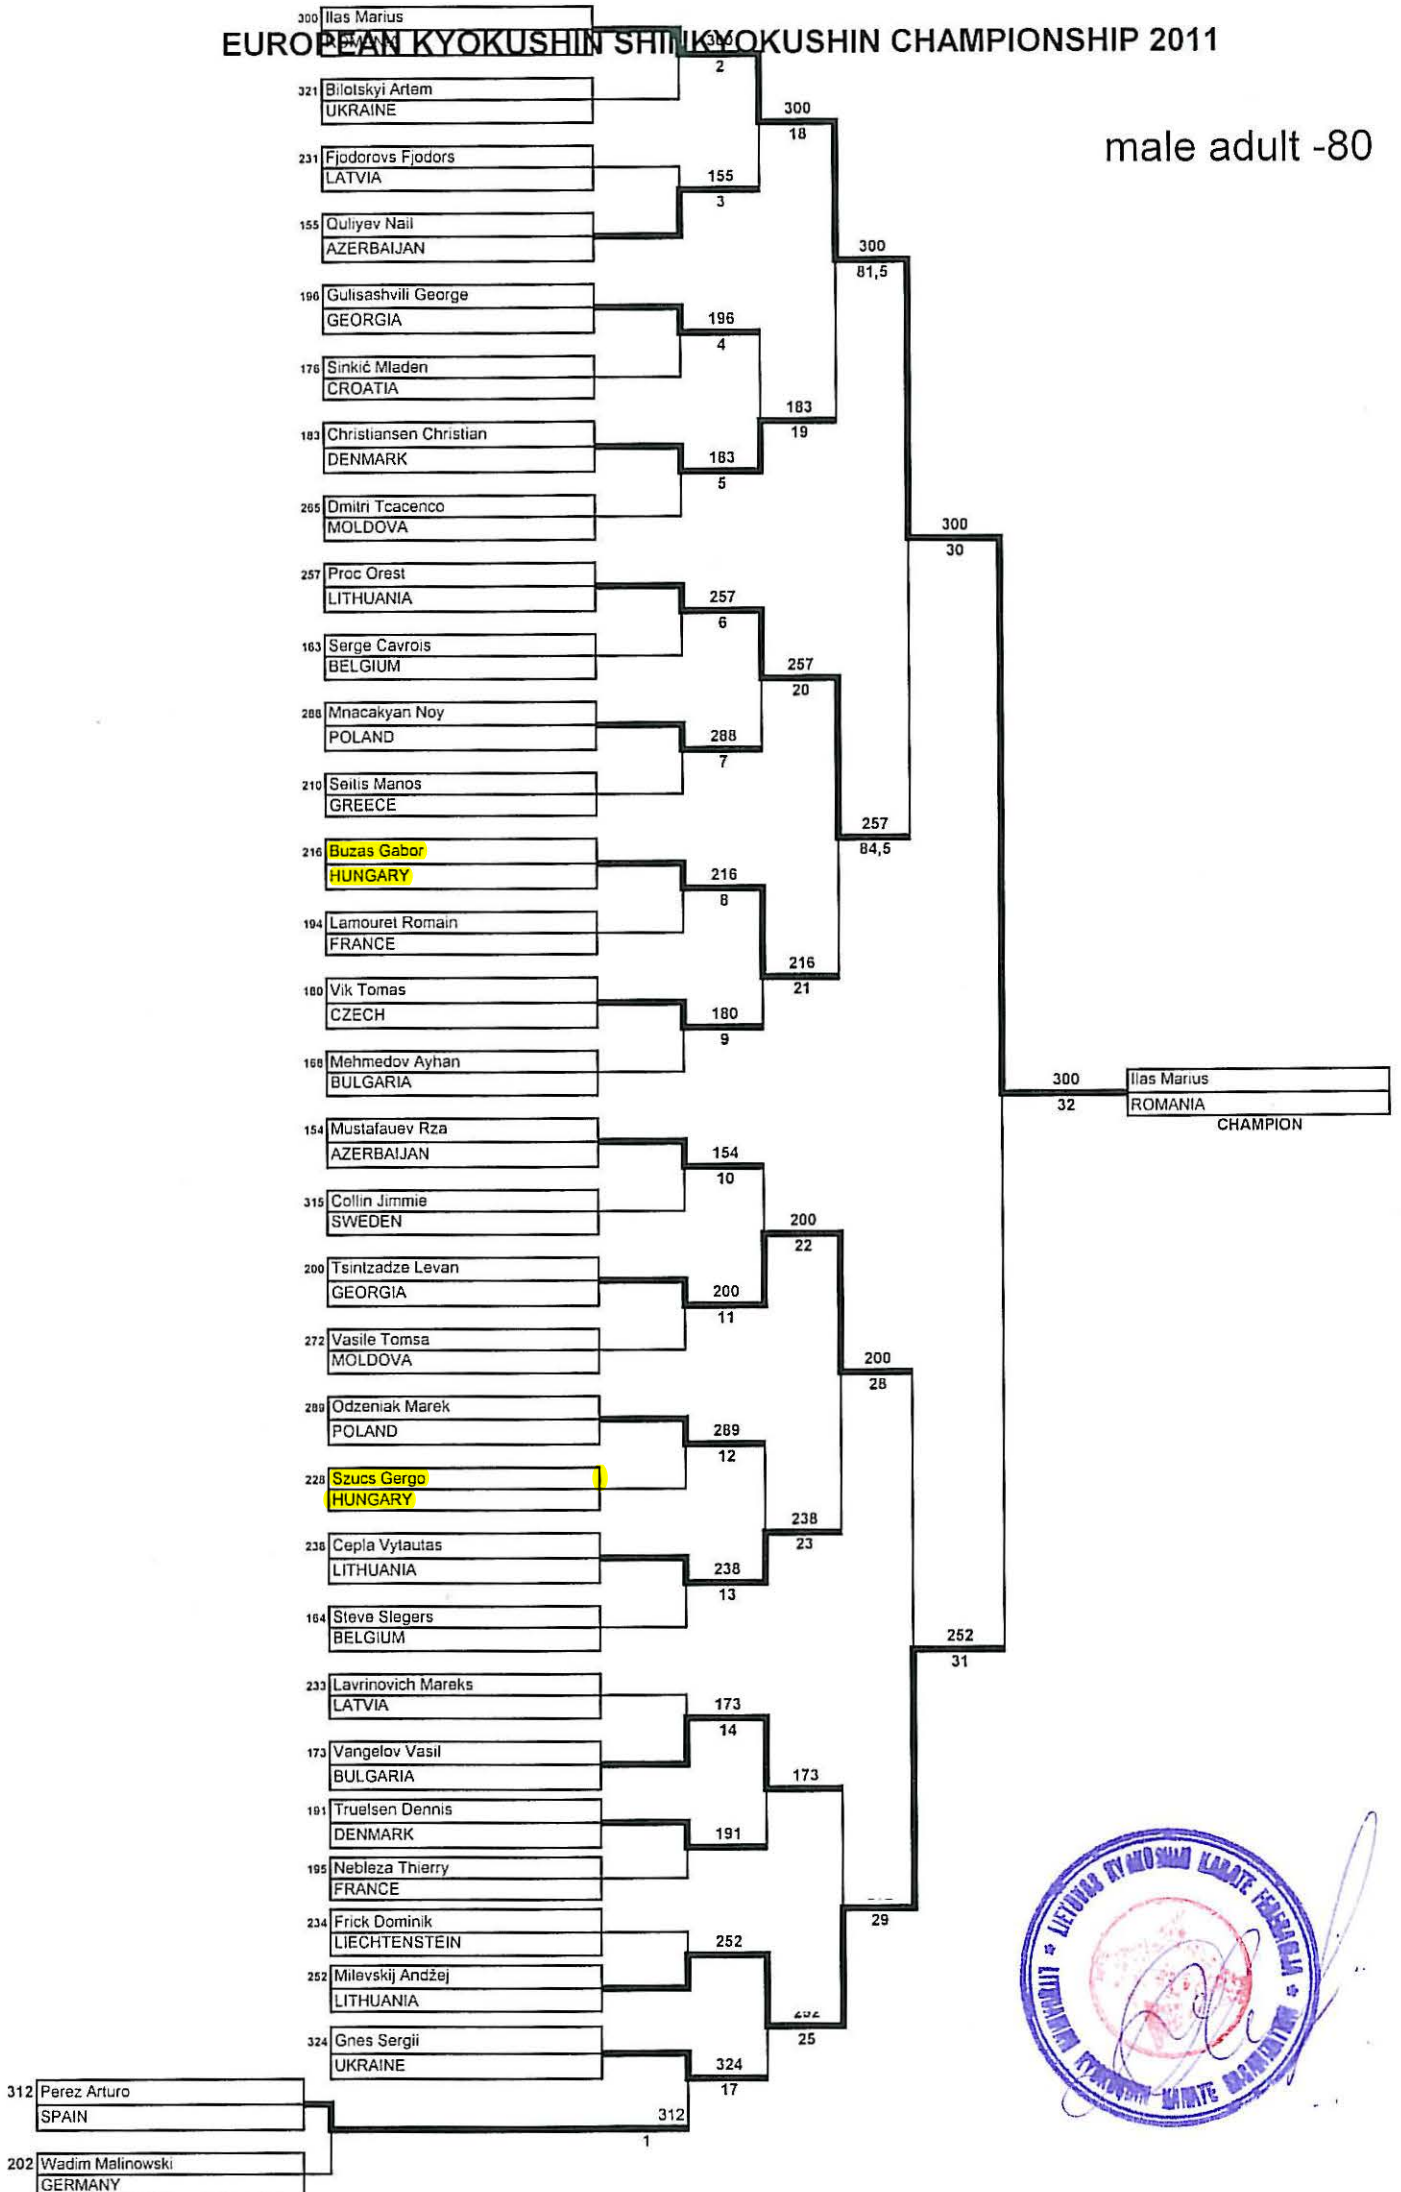 EUROPEAN KYOKUSHIN SHINKYOKUSHIN CHAMPIONSHIP 2011
male adult -80
300 Ilas Marius
2
321 Bilotskyi Artem
UKRAINE
300
18
231 Fjodorovs Fjodors
LATVIA
155
3
155 Quliyev Nail
AZERBAIJAN
300
81,5
196 Gulisashvili George
GEORGIA
196
4
176 Sinkić Mladen
CROATIA
183
19
183 Christiansen Christian
DENMARK
183
5
265 Dmitri Tcacenco
MOLDOVA
300
30
257 Proc Orest
LITHUANIA
257
6
163 Serge Cavrois
BELGIUM
257
20
288 Mnacakyan Noy
POLAND
288
7
210 Seitis Manos
GREECE
257
84,5
216 Buzas Gabor
HUNGARY
216
8
194 Lamouret Romain
FRANCE
216
21
180 Vik Tomas
CZECH
180
9
168 Mehmedov Ayhan
BULGARIA
300
32
Ilas Marius
ROMANIA
CHAMPION
154 Mustafauev Rza
AZERBAIJAN
154
10
315 Collin Jimmie
SWEDEN
200
22
200 Tsintzadze Levan
GEORGIA
200
11
272 Vasile Tomsa
MOLDOVA
200
28
289 Odzeniak Marek
POLAND
289
12
228 Szucs Gergo
HUNGARY
238
23
238 Cepla Vytautas
LITHUANIA
238
13
164 Steve Slegers
BELGIUM
252
31
233 Lavrinovich Mareks
LATVIA
173
14
173 Vangelov Vasil
BULGARIA
173
191 Truelsen Dennis
DENMARK
191
195 Nebleza Thierry
FRANCE
29
234 Frick Dominik
LIECHTENSTEIN
252
252 Milevskij Andžej
LITHUANIA
25
324 Gnes Sergii
UKRAINE
324
17
312 Perez Arturo
SPAIN
312
1
202 Wadim Malinowski
GERMANY
LIETUVOS KYOKUSHIN KARATE FEDERACIJA